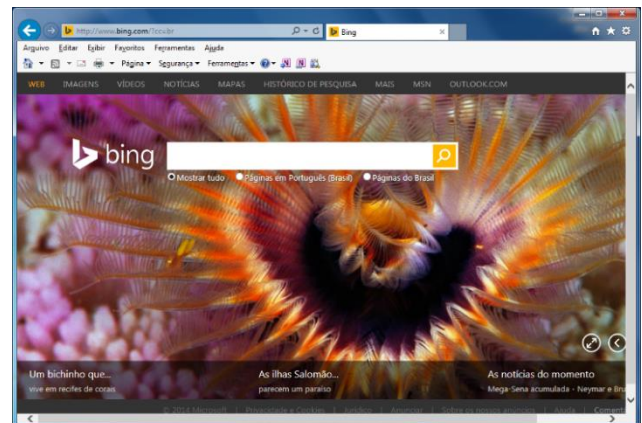 http://www.bing.com/?cc=br
Bing
Arquivo Editar Exibir Favoritos Ferramentas Ajuda
Página Segurança Ferramentas
WEB IMAGENS VÍDEOS NOTÍCIAS MAPAS HISTÓRICO DE PESQUISA MAIS MSN OUTLOOK.COM
bing
Mostrar tudo Páginas em Português (Brasil) Páginas do Brasil
Um bichinho que... As ilhas Salomão... As notícias do momento
vive em recifes de corais parecem um paraíso Mega-Sena acumulada - Neymar e Bru
© 2014 Microsoft | Privacidade e Cookies | Jurídico | Anunciar | Sobre os nossos anúncios | Ajuda | Coment